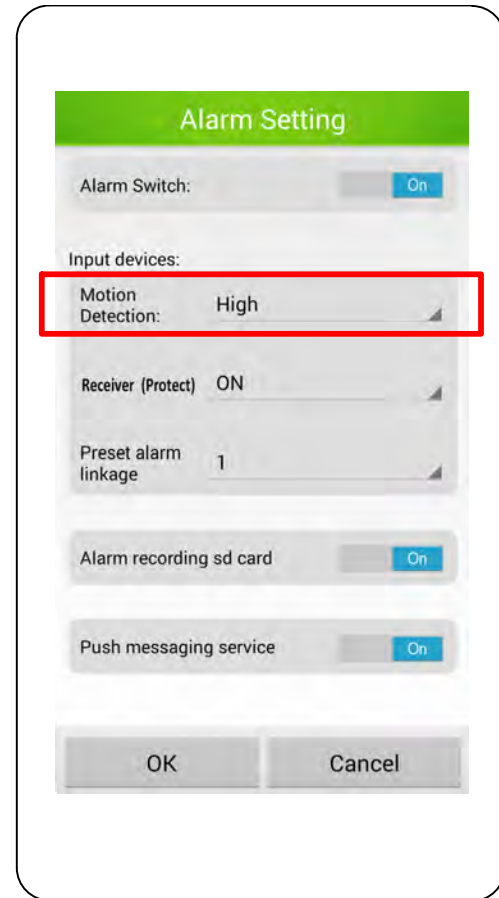 Alarm Setting
Alarm Switch: On
Input devices:
Motion
Detection: High
Receiver (Protect) ON
Preset alarm
linkage 1
Alarm recording sd card On
Push messaging service On
OK Cancel